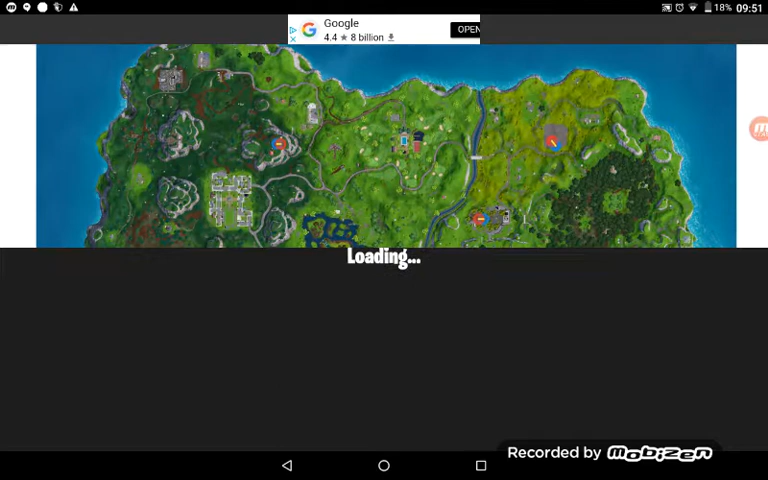 18% 09:51
Google
4.4 ★ 8 billion
OPEN
Loading...
Recorded by Mobizen